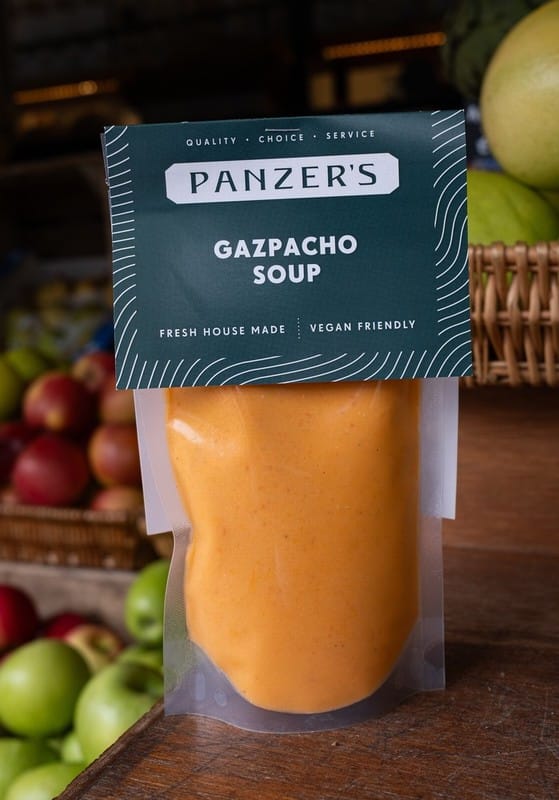 QUALITY · CHOICE · SERVICE
PANZER'S
GAZPACHO
SOUP
FRESH HOUSE MADE VEGAN FRIENDLY